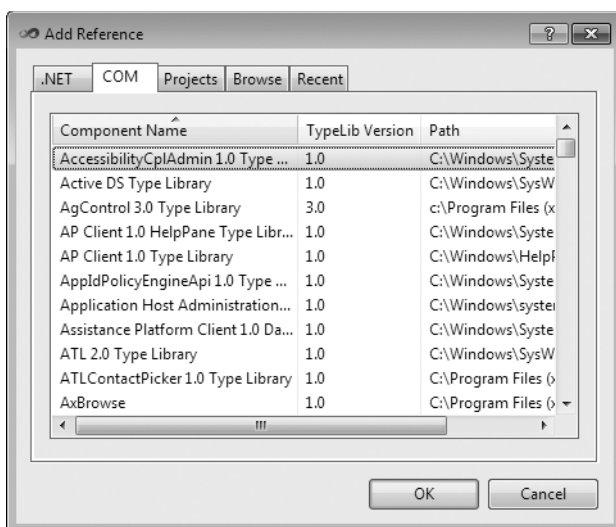 Add Reference
.NET COM Projects Browse Recent
Component Name TypeLib Version Path
AccessibilityCplAdmin 1.0 Type ... 1.0 C:\Windows\Syste
Active DS Type Library 1.0 C:\Windows\SysW
AgControl 3.0 Type Library 3.0 c:\Program Files (x
AP Client 1.0 HelpPane Type Libr... 1.0 C:\Windows\Syste
AP Client 1.0 Type Library 1.0 C:\Windows\Help
AppIdPolicyEngineApi 1.0 Type ... 1.0 C:\Windows\Syste
Application Host Administration... 1.0 C:\Windows\syste
Assistance Platform Client 1.0 Da... 1.0 C:\Windows\Syste
ATL 2.0 Type Library 1.0 C:\Windows\SysW
ATLContactPicker 1.0 Type Library 1.0 C:\Program Files (x
AxBrowse 1.0 C:\Program Files (x
OK Cancel